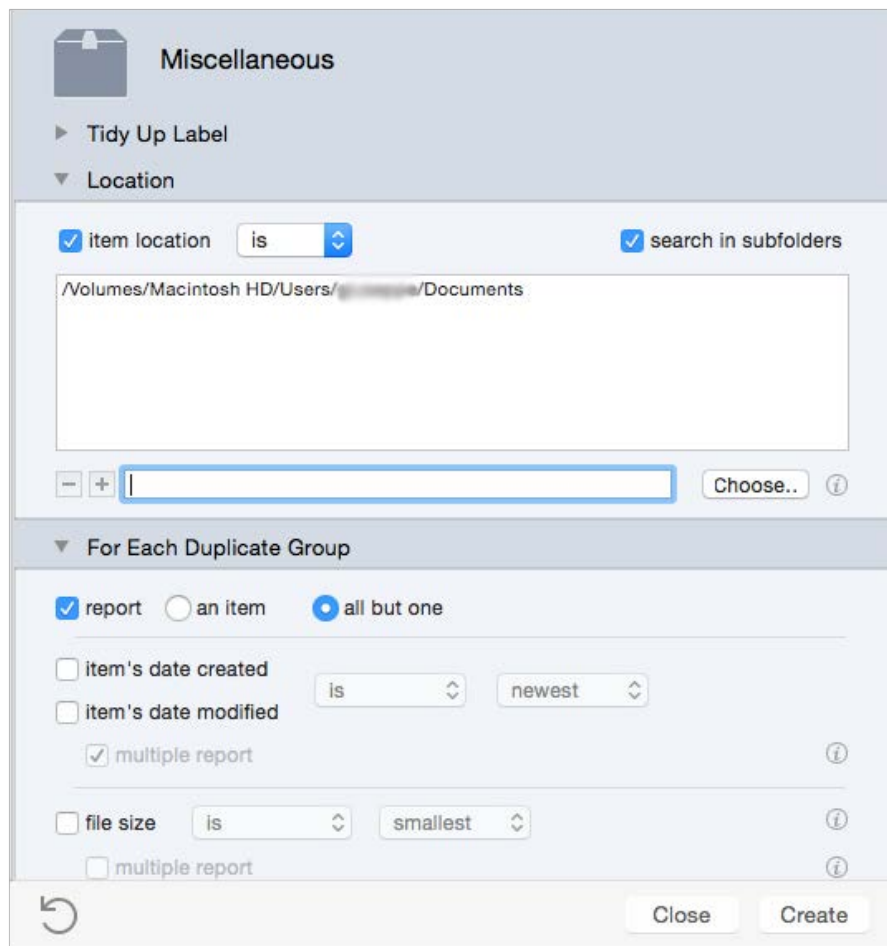 Miscellaneous
Tidy Up Label
Location
item location is search in subfolders
/Volumes/Macintosh HD/Users/ /Documents
Choose..
For Each Duplicate Group
report an item all but one
item's date created
is newest
item's date modified
multiple report
file size is smallest
multiple report
Close Create